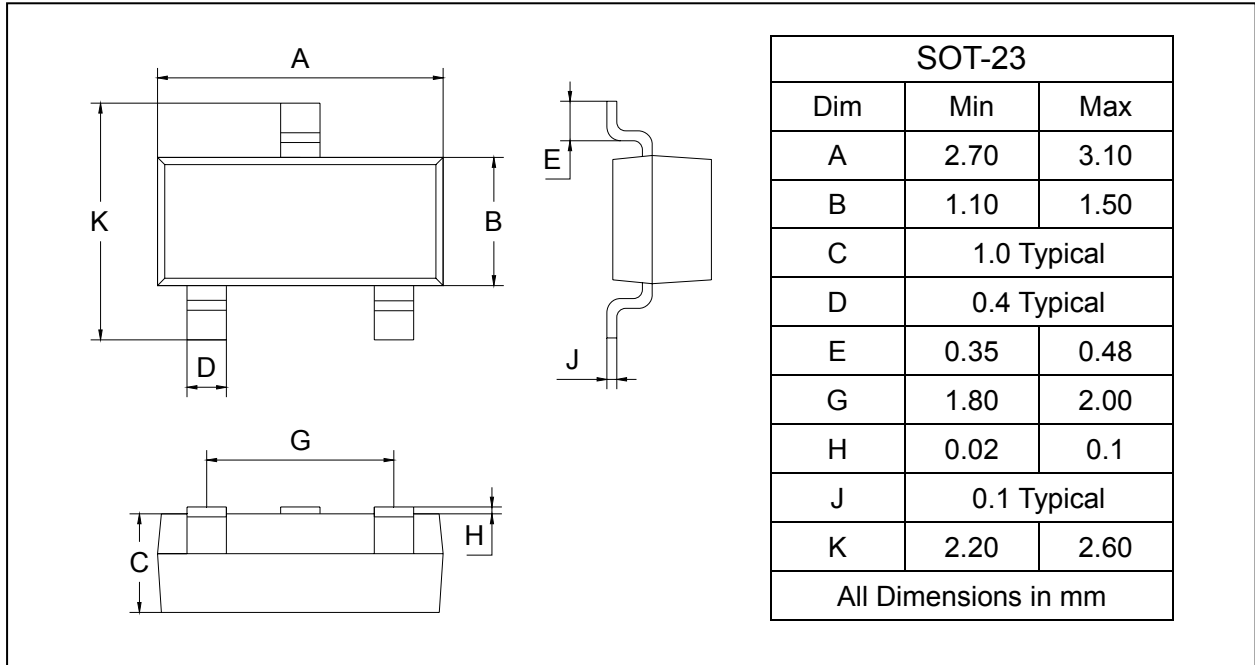 A
K
B
D
E
J
G
C
H
SOT-23
Dim Min Max
A 2.70 3.10
B 1.10 1.50
C 1.0 Typical
D 0.4 Typical
E 0.35 0.48
G 1.80 2.00
H 0.02 0.1
J 0.1 Typical
K 2.20 2.60
All Dimensions in mm